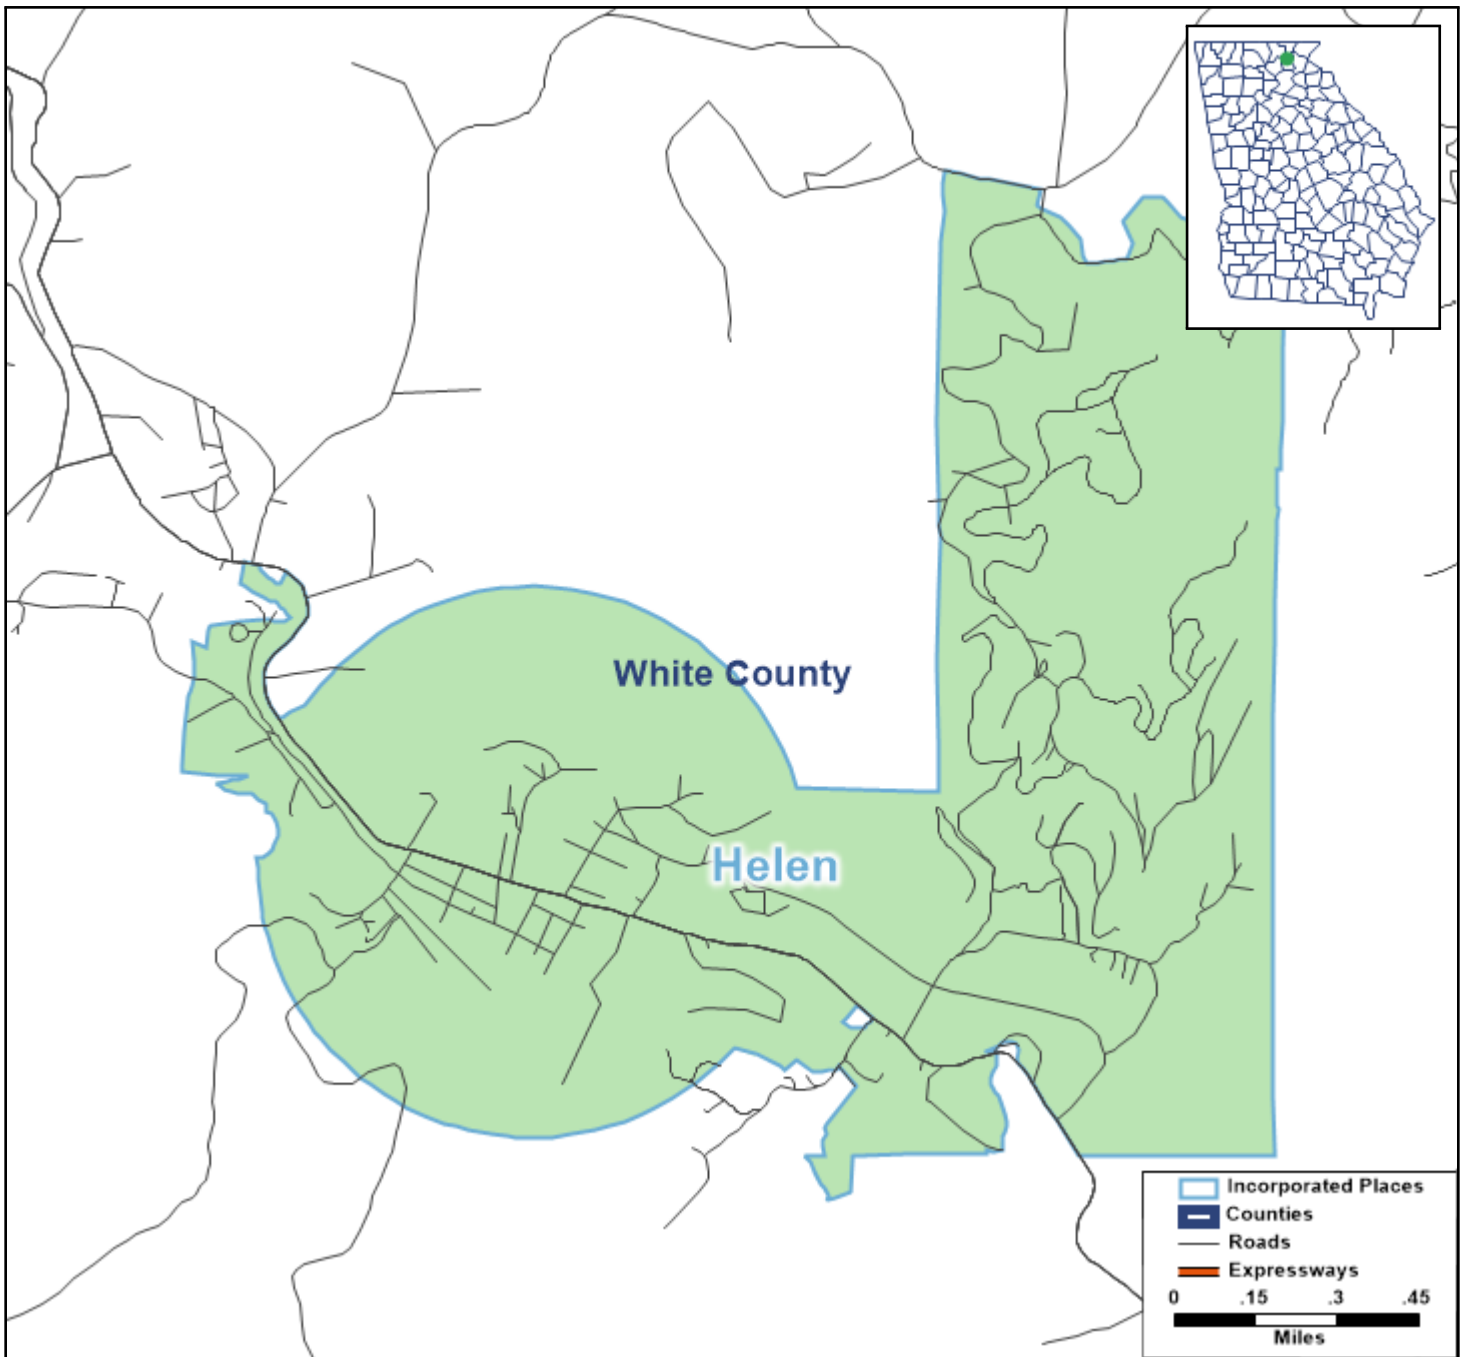 White County
Helen
Incorporated Places
Counties
Roads
Expressways
0 .15 .3 .45
Miles